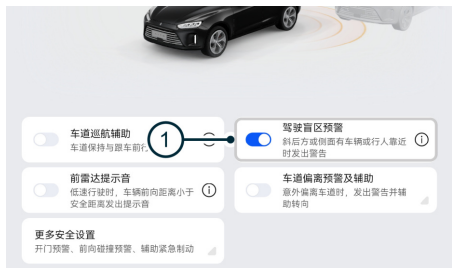 车道巡航辅助
车道保持与跟车前行
1
驾驶盲区预警
斜后方或侧面有车辆或行人靠近
时发出警告
前雷达提示音
低速行驶时，车辆前向距离小于
安全距离发出提示音
车道偏离预警及辅助
意外偏离车道时，发出警告并辅
助转向
更多安全设置
开门预警、前向碰撞预警、辅助紧急制动